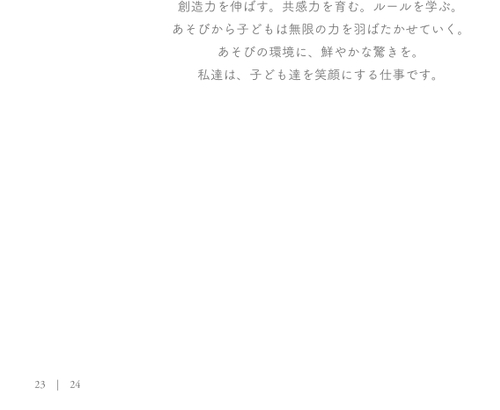 創造力を伸ばす。共感力を育む。ルールを学ぶ。
あそびから子どもは無限の力を羽ばたかせていく。
あそびの環境に、鮮やかな驚きを。
私達は、子ども達を笑顔にする仕事です。
23 | 24